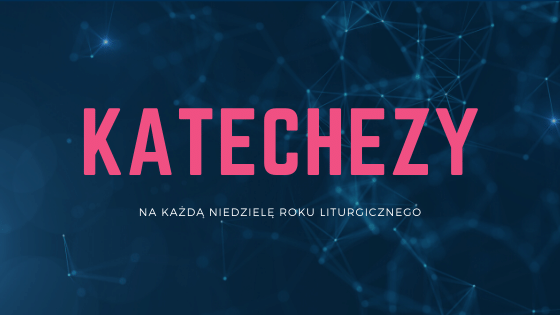 KATECHEZY
NA KAŻDĄ NIEDZIELĘ ROKU LITURGICZNEGO